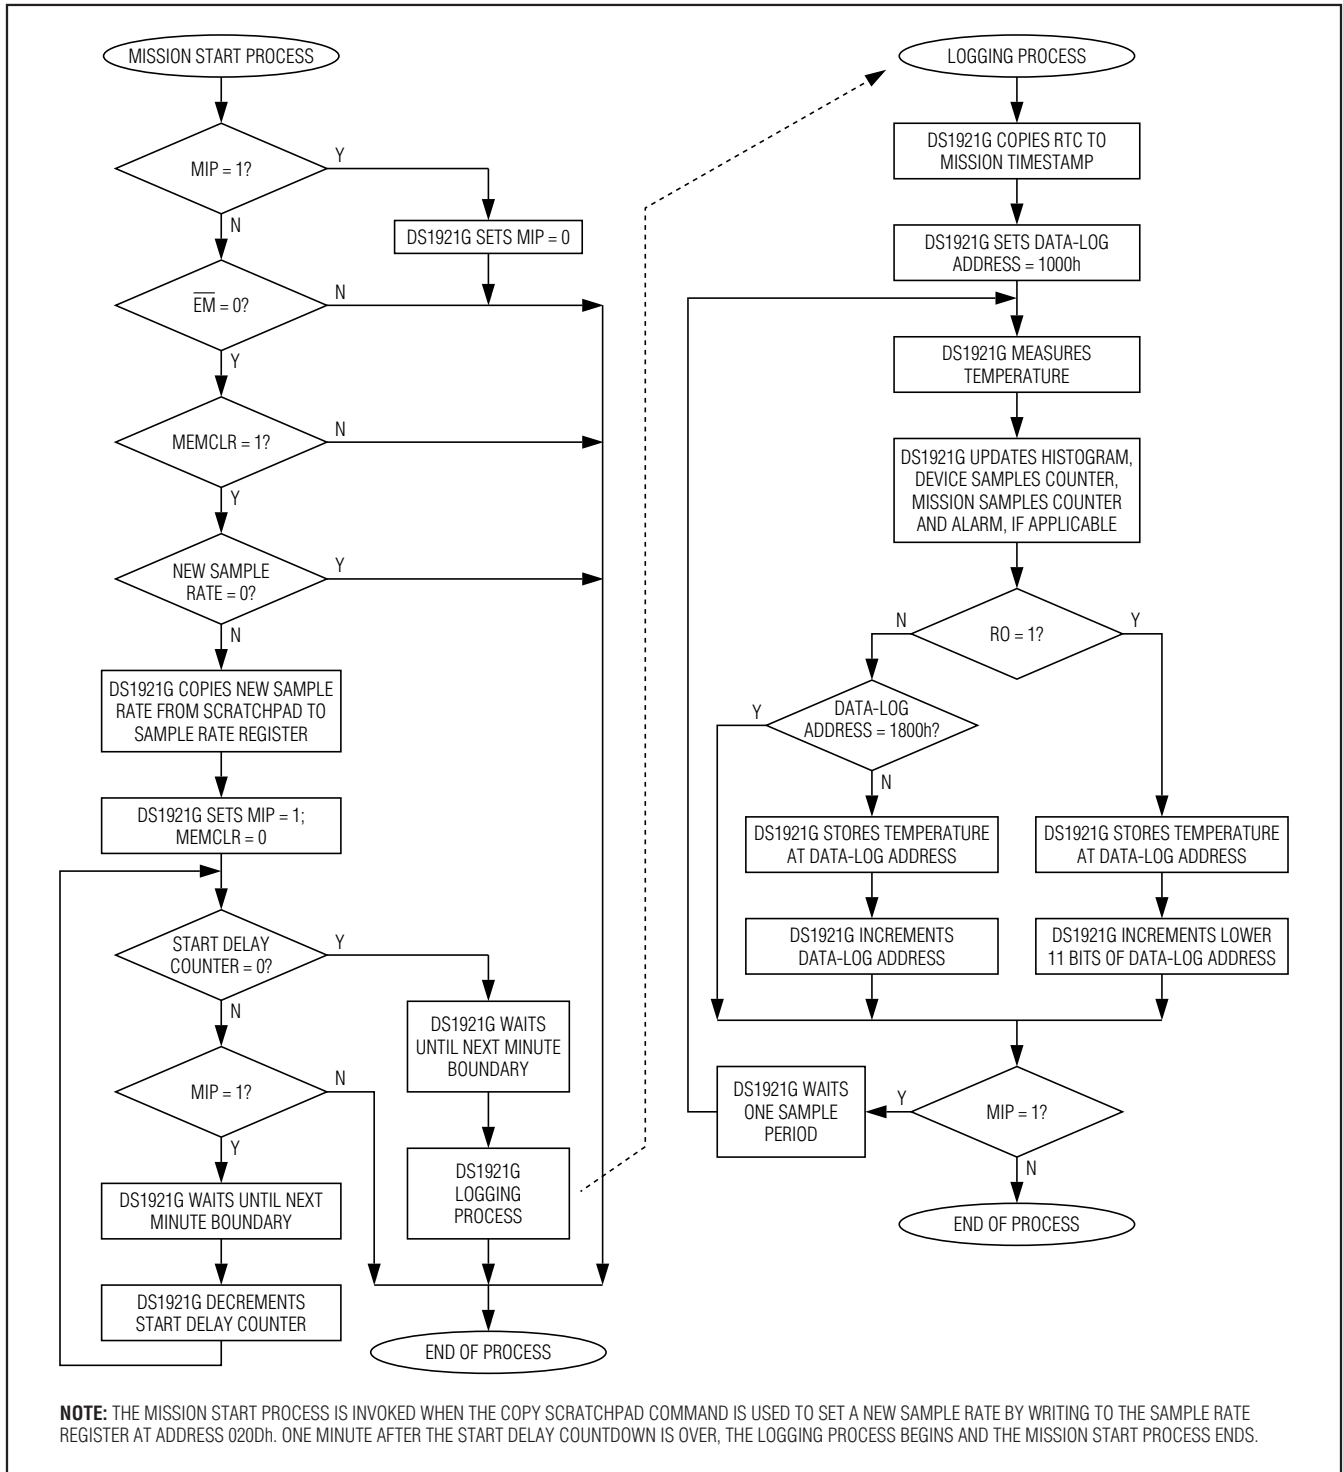 MISSION START PROCESS
MIP = 1?
Y
N
DS1921G SETS MIP = 0
EM = 0?
N
Y
MEMCLR = 1?
N
Y
NEW SAMPLE
RATE = 0?
Y
N
DS1921G COPIES NEW SAMPLE
RATE FROM SCRATCHPAD TO
SAMPLE RATE REGISTER
DS1921G SETS MIP = 1;
MEMCLR = 0
START DELAY
COUNTER = 0?
Y
N
DS1921G WAITS
UNTIL NEXT MINUTE
BOUNDARY
MIP = 1?
N
Y
DS1921G WAITS UNTIL NEXT
MINUTE BOUNDARY
DS1921G
LOGGING
PROCESS
DS1921G DECREMENTS
START DELAY COUNTER
END OF PROCESS
LOGGING PROCESS
DS1921G COPIES RTC TO
MISSION TIMESTAMP
DS1921G SETS DATA-LOG
ADDRESS = 1000h
DS1921G MEASURES
TEMPERATURE
DS1921G UPDATES HISTOGRAM,
DEVICE SAMPLES COUNTER,
MISSION SAMPLES COUNTER
AND ALARM, IF APPLICABLE
N
RO = 1?
Y
Y
DATA-LOG
ADDRESS = 1800h?
N
DS1921G STORES TEMPERATURE
AT DATA-LOG ADDRESS
DS1921G STORES TEMPERATURE
AT DATA-LOG ADDRESS
DS1921G INCREMENTS
DATA-LOG ADDRESS
DS1921G INCREMENTS LOWER
11 BITS OF DATA-LOG ADDRESS
DS1921G WAITS
ONE SAMPLE
PERIOD
Y
MIP = 1?
N
END OF PROCESS
NOTE: THE MISSION START PROCESS IS INVOKED WHEN THE COPY SCRATCHPAD COMMAND IS USED TO SET A NEW SAMPLE RATE BY WRITING TO THE SAMPLE RATE
REGISTER AT ADDRESS 020Dh. ONE MINUTE AFTER THE START DELAY COUNTDOWN IS OVER, THE LOGGING PROCESS BEGINS AND THE MISSION START PROCESS ENDS.